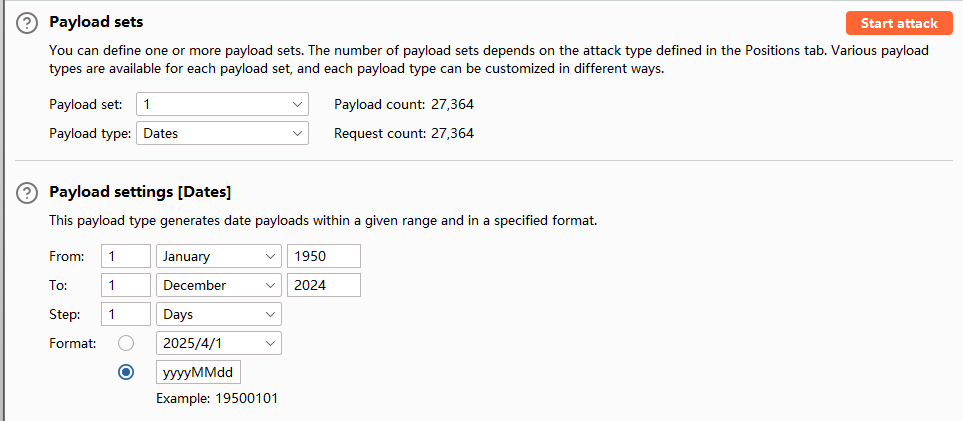 Payload sets
Start attack
You can define one or more payload sets. The number of payload sets depends on the attack type defined in the Positions tab. Various payload
types are available for each payload set, and each payload type can be customized in different ways.
Payload set: 1 Payload count: 27,364
Payload type: Dates Request count: 27,364
Payload settings [Dates]
This payload type generates date payloads within a given range and in a specified format.
From: 1 January 1950
To: 1 December 2024
Step: 1 Days
Format: 2025/4/1
yyyyMMdd
Example: 19500101